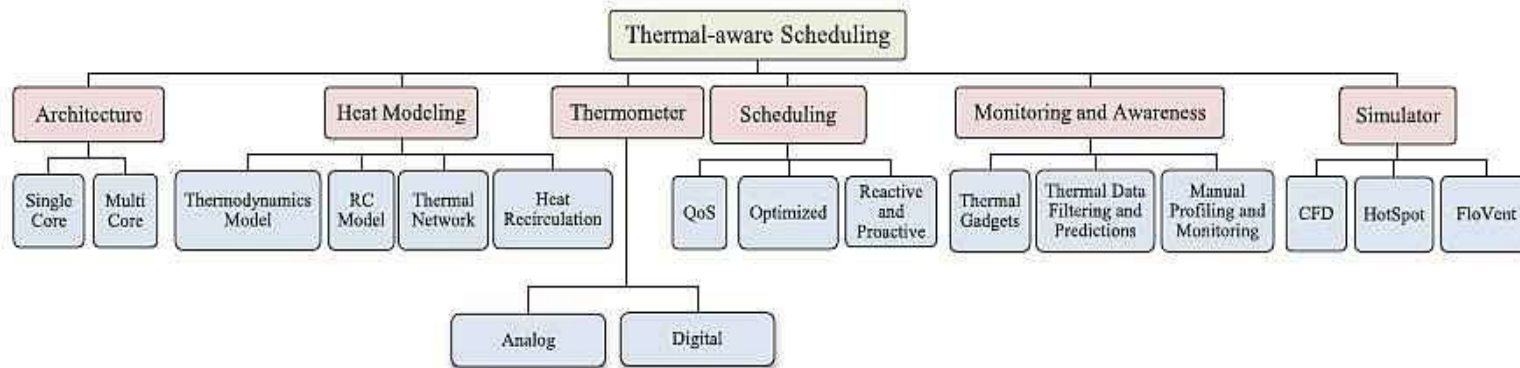 Thermal-aware Scheduling
Architecture
Heat Modeling
Thermometer
Scheduling
Monitoring and Awareness
Simulator
Single
Core
Multi
Core
Thermodynamics
Model
RC
Model
Thermal
Network
Heat
Recirculation
QoS
Optimized
Reactive
and
Proactive
Thermal
Gadgets
Thermal Data
Filtering and
Predictions
Manual
Profiling and
Monitoring
CFD
HotSpot
FloVent
Analog
Digital